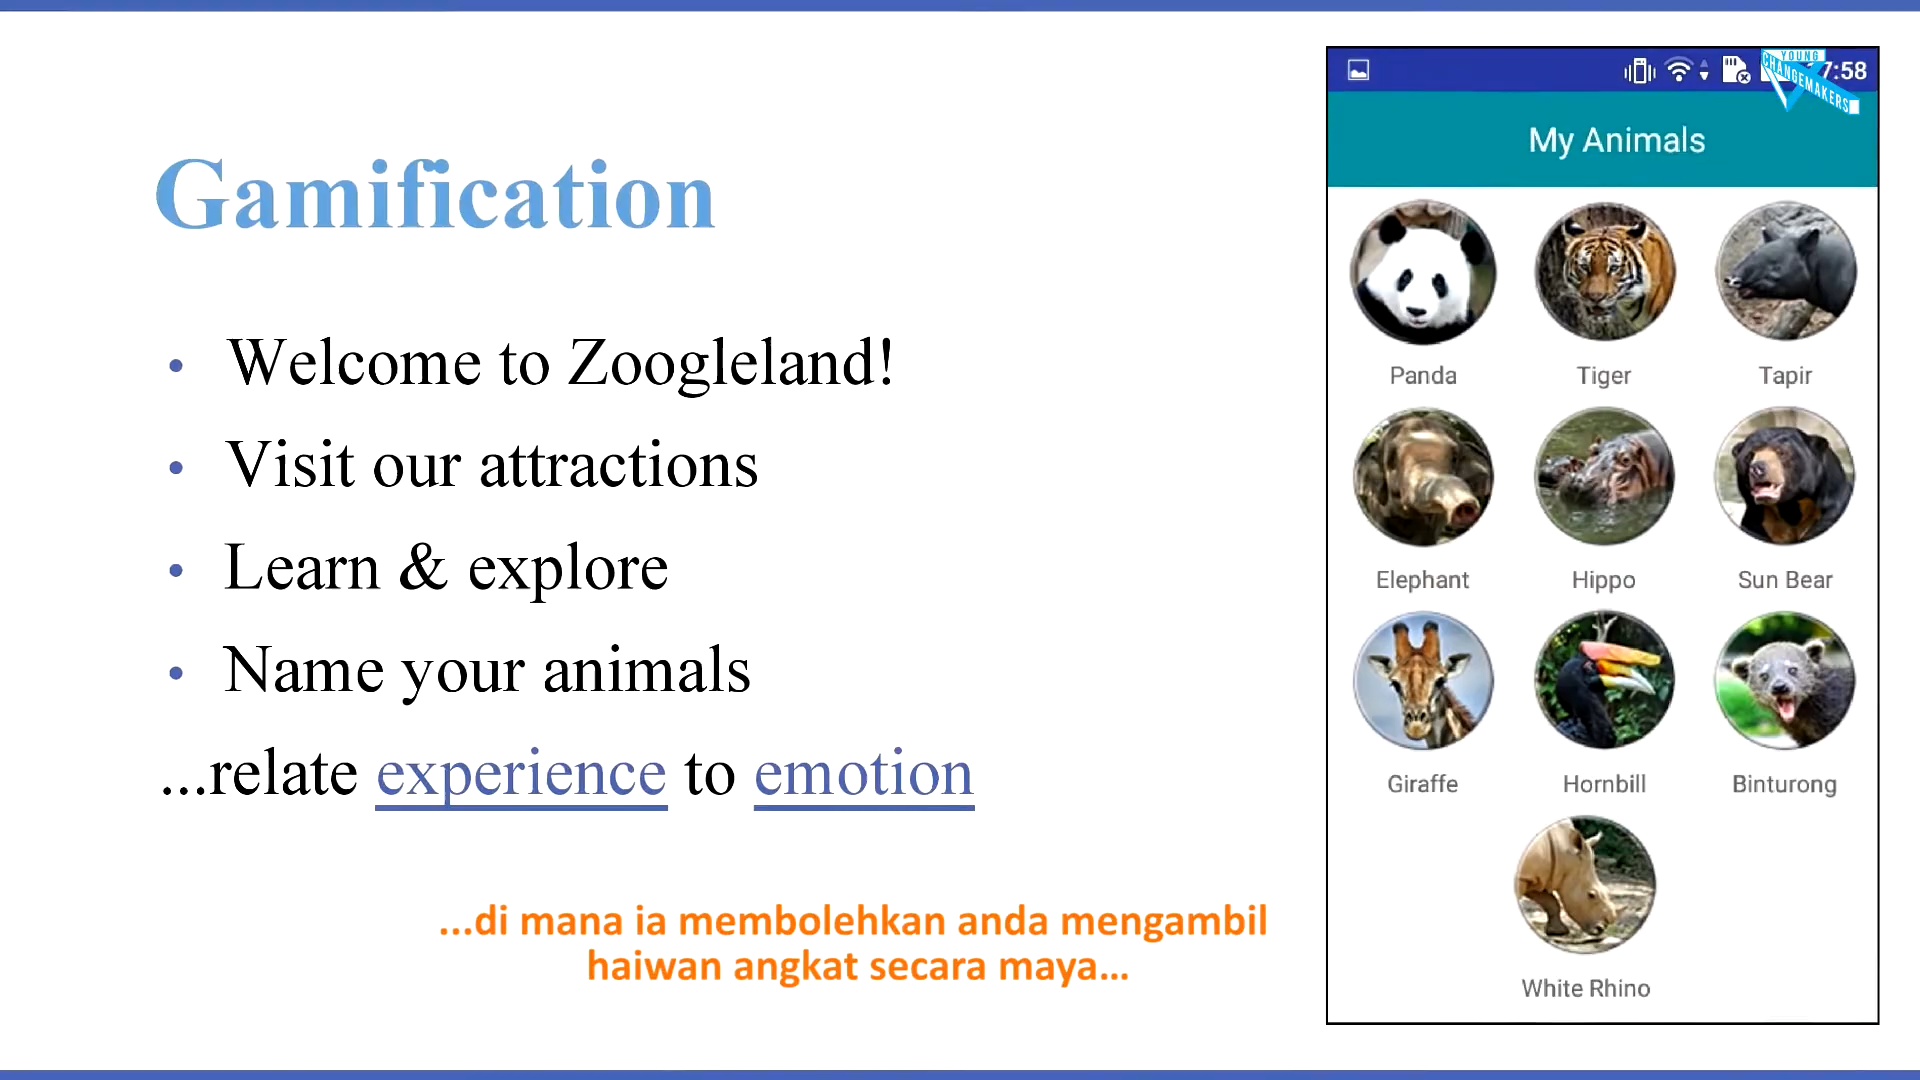 Gamification
• Welcome to Zoogleland!
• Visit our attractions
• Learn & explore
• Name your animals
...relate experience to emotion
...di mana ia membolehkan anda mengambil
haiwan angkat secara maya...
YOUNG
CHANGEMAKERS
7:58
My Animals
Panda Tiger Tapir
Elephant Hippo Sun Bear
Giraffe Hornbill Binturong
White Rhino